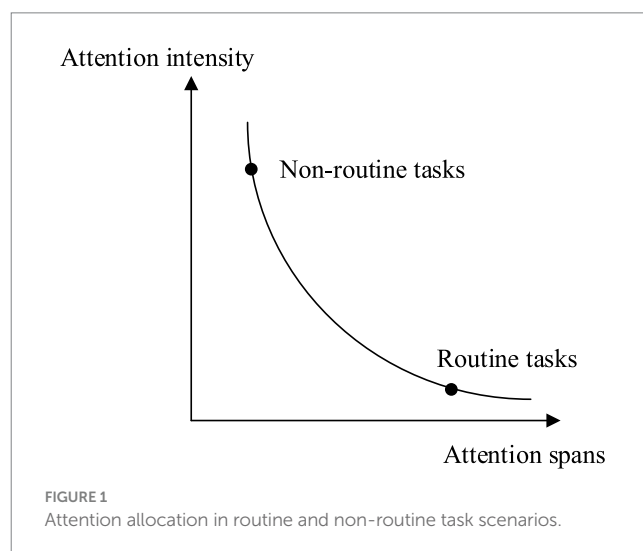 Attention intensity
Non-routine tasks
Routine tasks
Attention spans
FIGURE 1
Attention allocation in routine and non-routine task scenarios.